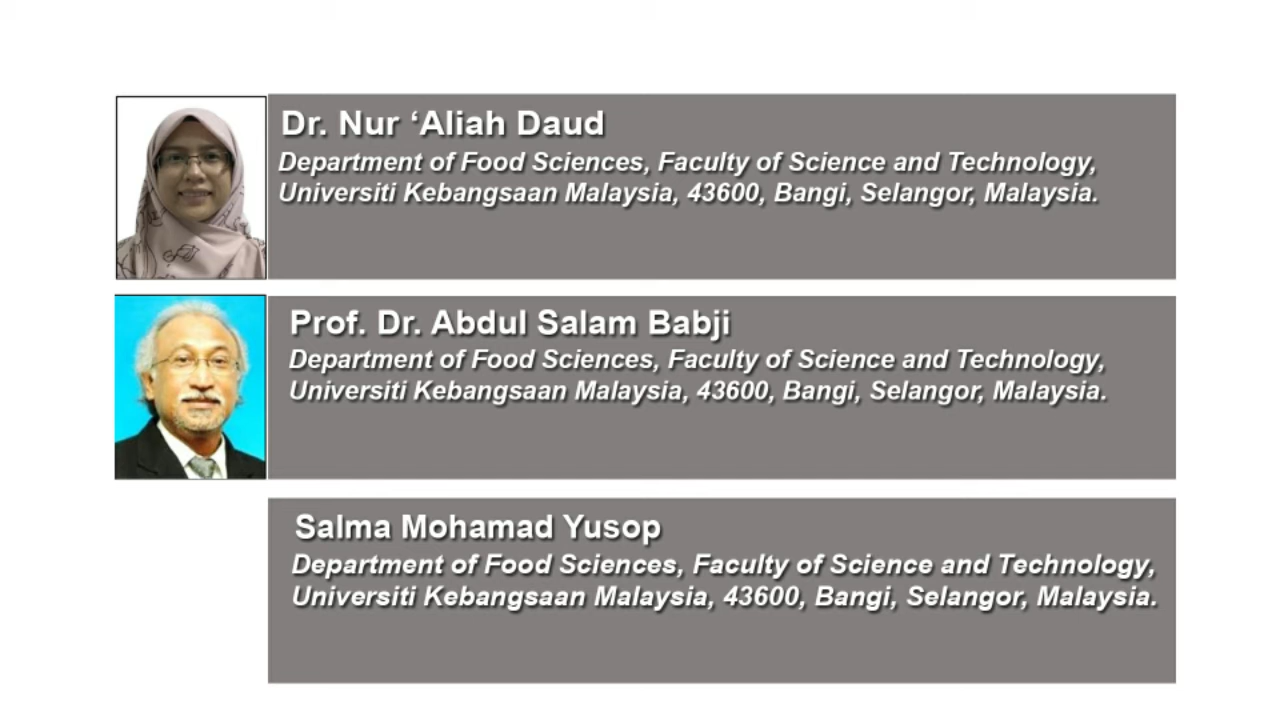 Dr. Nur ‘Aliah Daud
Department of Food Sciences, Faculty of Science and Technology,
Universiti Kebangsaan Malaysia, 43600, Bangi, Selangor, Malaysia.
Prof. Dr. Abdul Salam Babji
Department of Food Sciences, Faculty of Science and Technology,
Universiti Kebangsaan Malaysia, 43600, Bangi, Selangor, Malaysia.
Salma Mohamad Yusop
Department of Food Sciences, Faculty of Science and Technology,
Universiti Kebangsaan Malaysia, 43600, Bangi, Selangor, Malaysia.